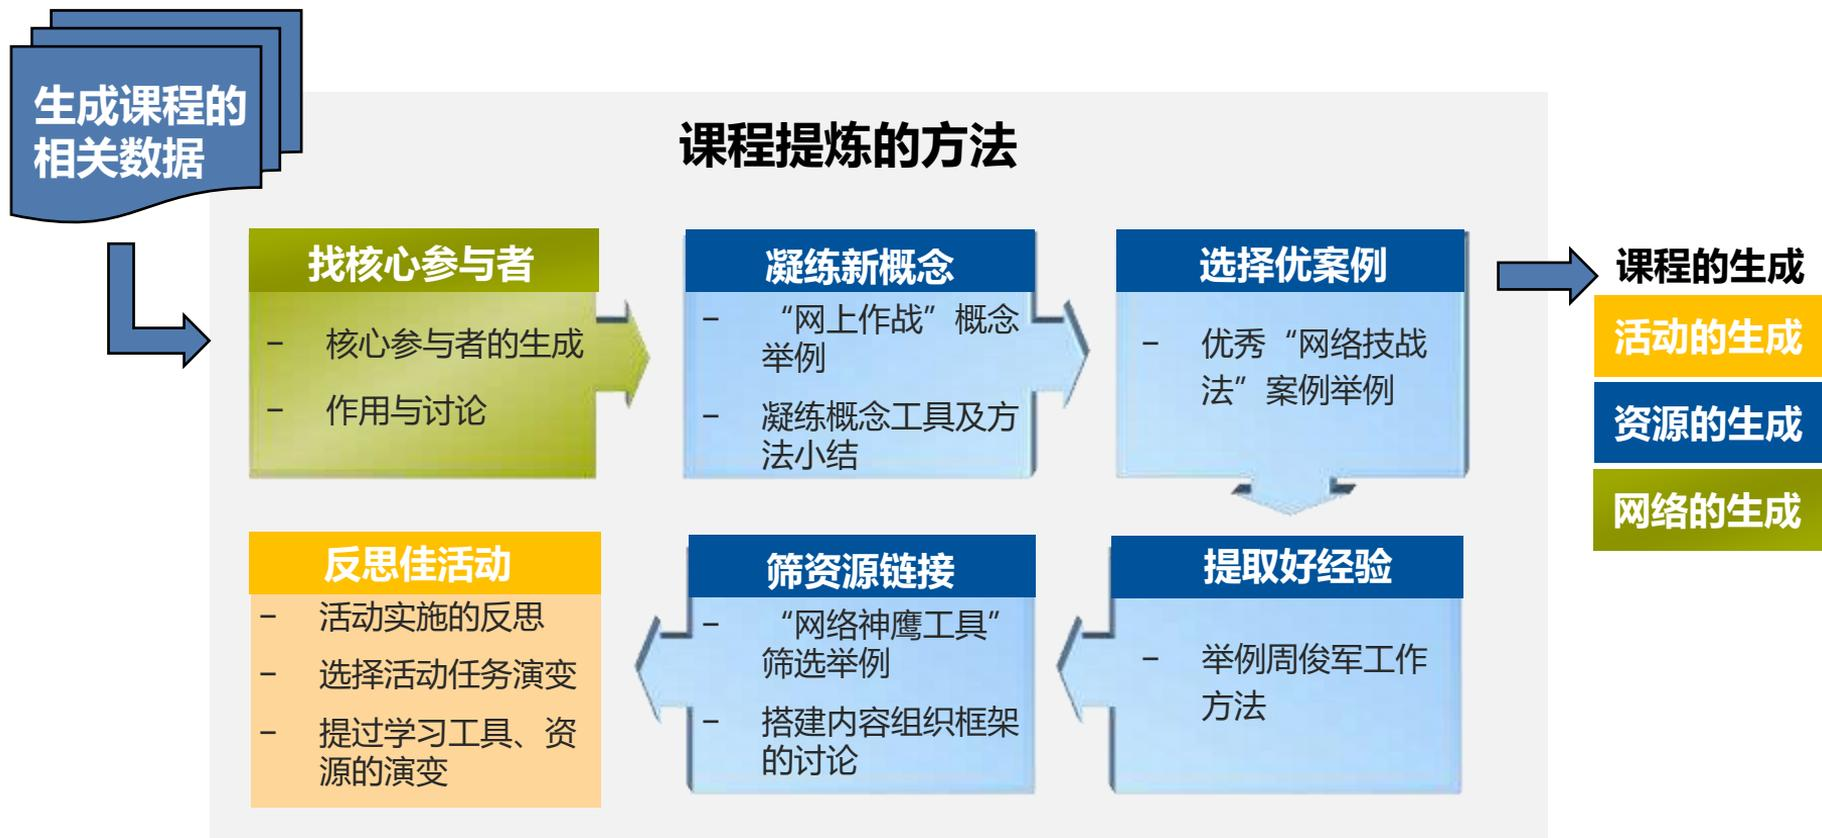 生成课程的
相关数据
课程提炼的方法
找核心参与者
– 核心参与者的生成
– 作用与讨论
凝练新概念
– “网上作战”概念
举例
– 凝练概念工具及方
法小结
选择优案例
– 优秀“网络技战
法”案例举例
课程的生成
活动的生成
资源的生成
网络的生成
反思佳活动
– 活动实施的反思
– 选择活动任务演变
– 提过学习工具、资
源的演变
筛资源链接
– “网络神鹰工具”
筛选举例
– 搭建内容组织框架
的讨论
提取好经验
– 举例周俊军工作
方法